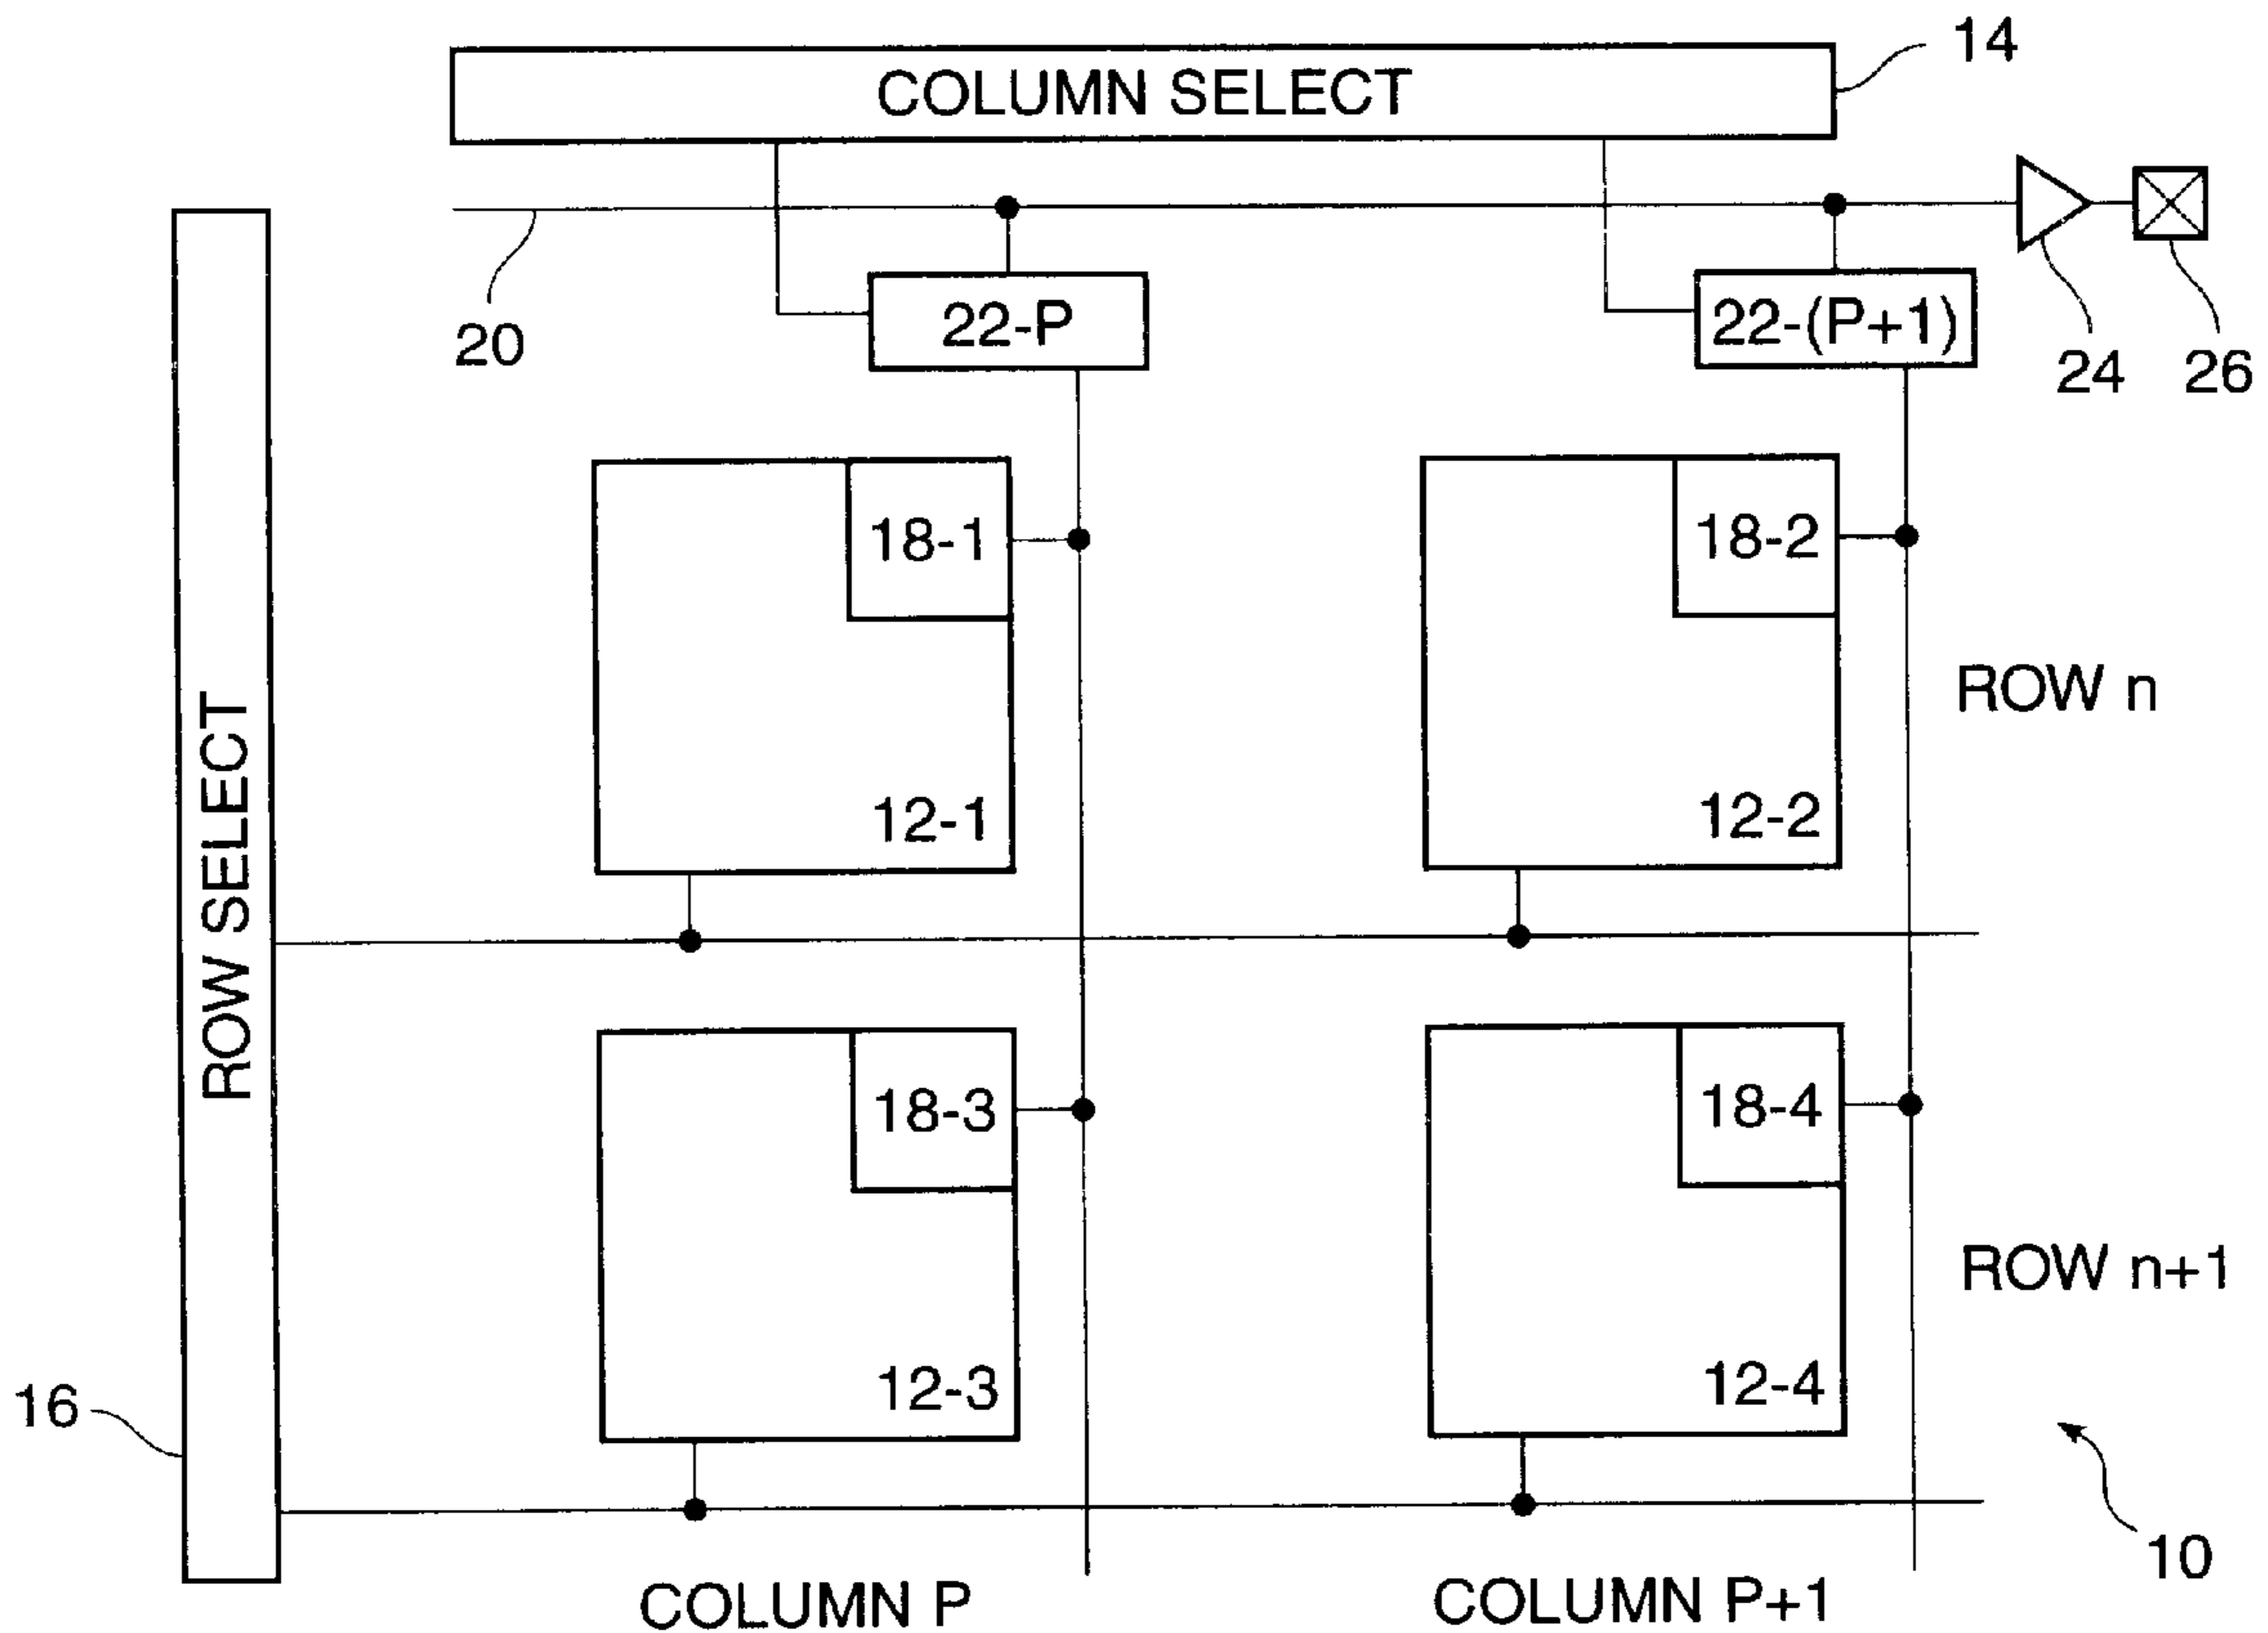 14
COLUMN SELECT
20
22-P
22-(P+1)
24
26
18-1
18-2
ROW n
12-1
12-2
ROW SELECT
18-3
18-4
ROW n+1
12-3
12-4
16
10
COLUMN P
COLUMN P+1